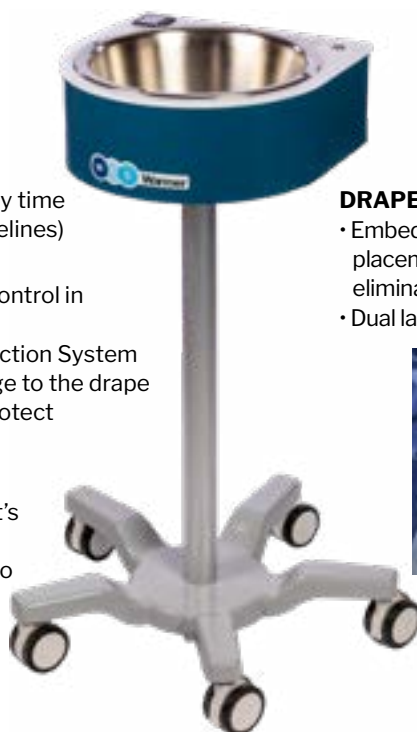 y time
elines)
ontrol in
ction System
ge to the drape
otect
t's
o
DRAPE
• Embed
placem
elimina
• Dual la
Warmer